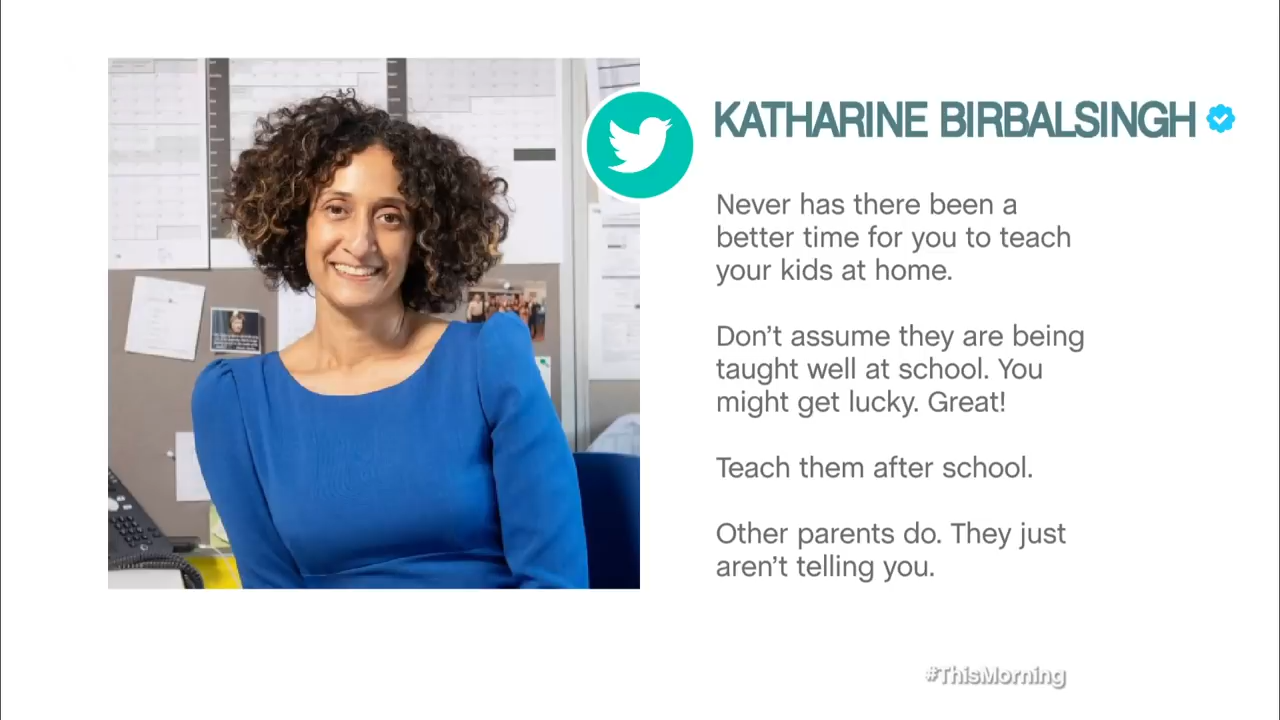 KATHARINE BIRBALSINGH
Never has there been a
better time for you to teach
your kids at home.
Don’t assume they are being
taught well at school. You
might get lucky. Great!
Teach them after school.
Other parents do. They just
aren’t telling you.
#ThisMorning